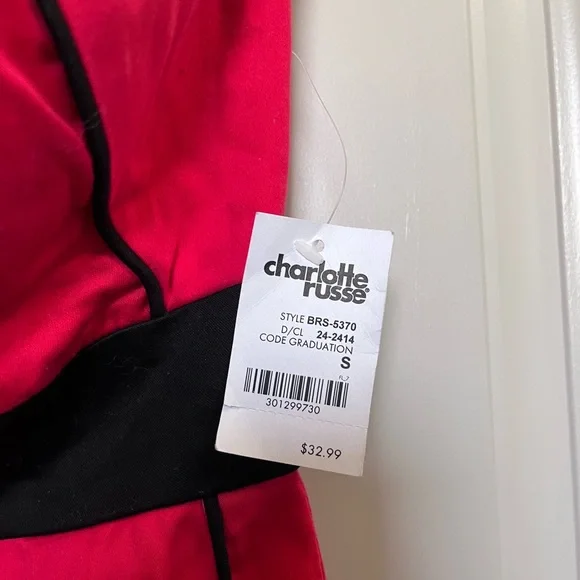 charlotte
russe
STYLE BRS-5370
D/CL 24-2414
CODE GRADUATION
S
301299730
$32.99